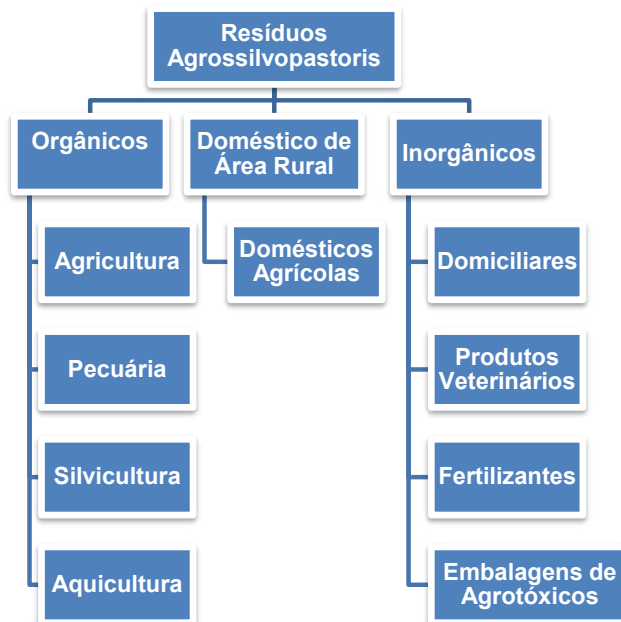 Resíduos
Agrossilvopastoris
Orgânicos
Doméstico de
Área Rural
Inorgânicos
Agricultura
Domésticos
Agrícolas
Domiciliares
Pecuária
Produtos
Veterinários
Silvicultura
Fertilizantes
Aquicultura
Embalagens de
Agrotóxicos